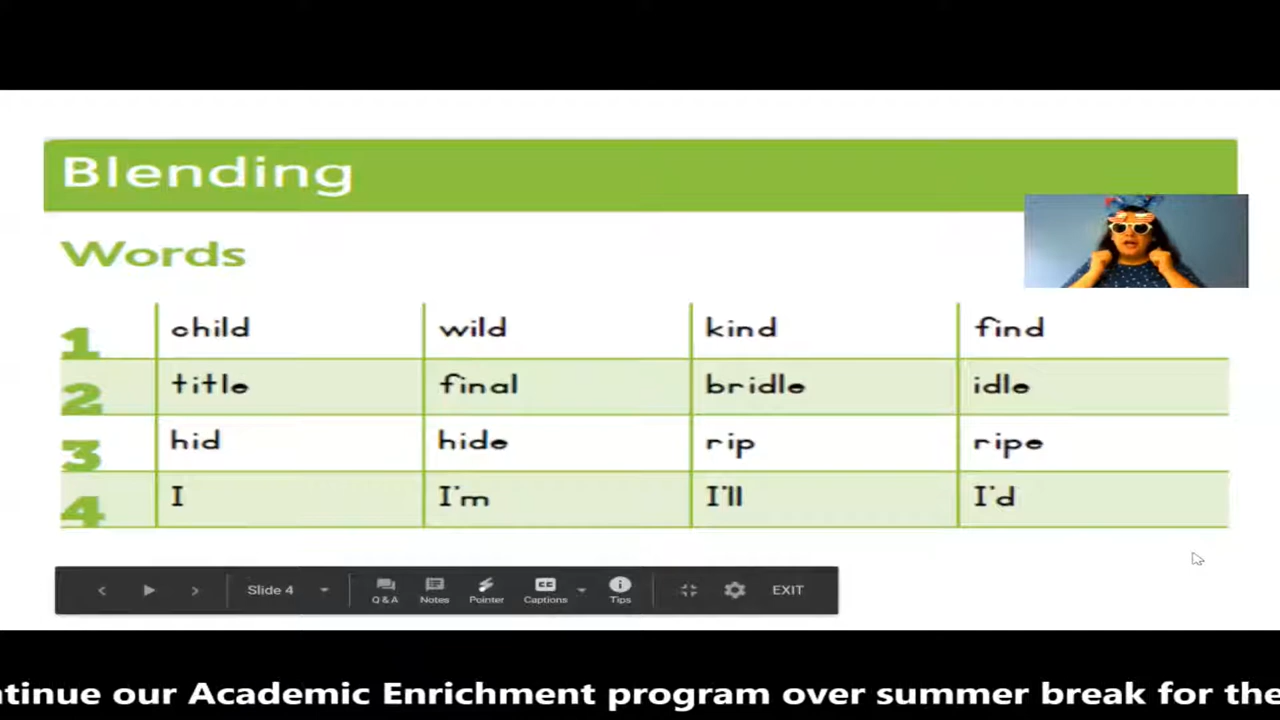 Blending
Words
1 child wild kind find
2 title final bridle idle
3 hid hide rip ripe
4 I I'm I'll I'd
Slide 4 Q & A Notes Pointer Captions Tips EXIT
CC
ntinue our Academic Enrichment program over summer break for the